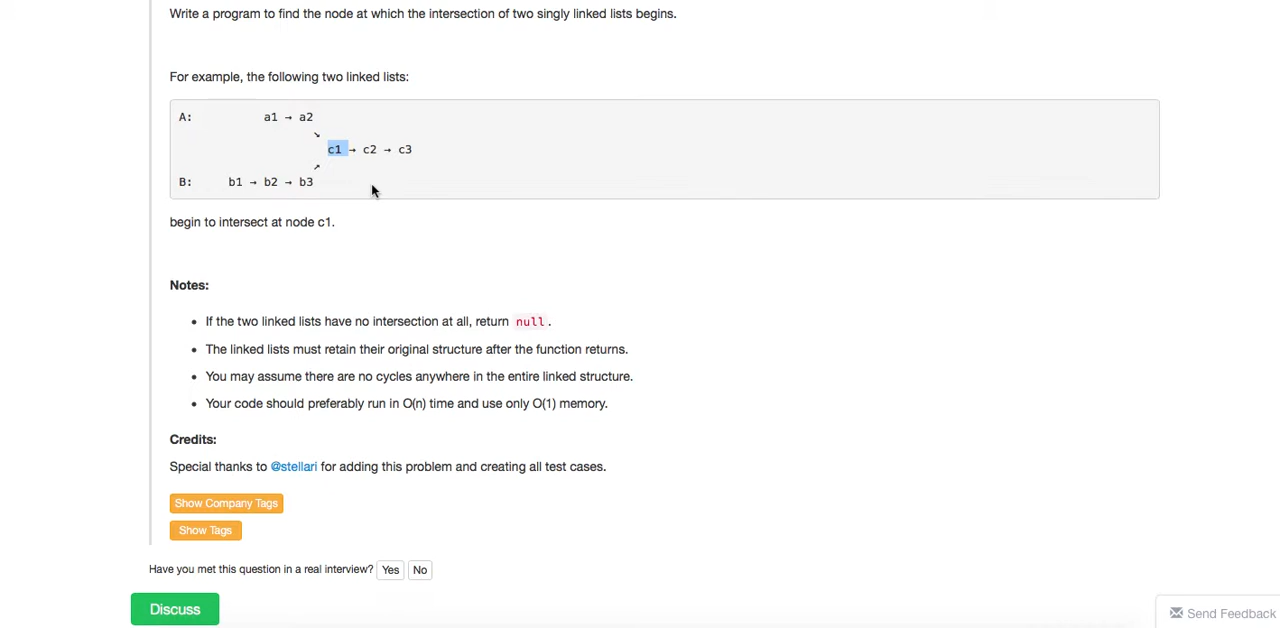 Write a program to find the node at which the intersection of two singly linked lists begins.
For example, the following two linked lists:
A: a1 → a2
↘
c1 → c2 → c3
↗
B: b1 → b2 → b3
begin to intersect at node c1.
Notes:
• If the two linked lists have no intersection at all, return null.
• The linked lists must retain their original structure after the function returns.
• You may assume there are no cycles anywhere in the entire linked structure.
• Your code should preferably run in O(n) time and use only O(1) memory.
Credits:
Special thanks to @stellari for adding this problem and creating all test cases.
Show Company Tags
Show Tags
Have you met this question in a real interview? Yes No
Discuss
Send Feedback